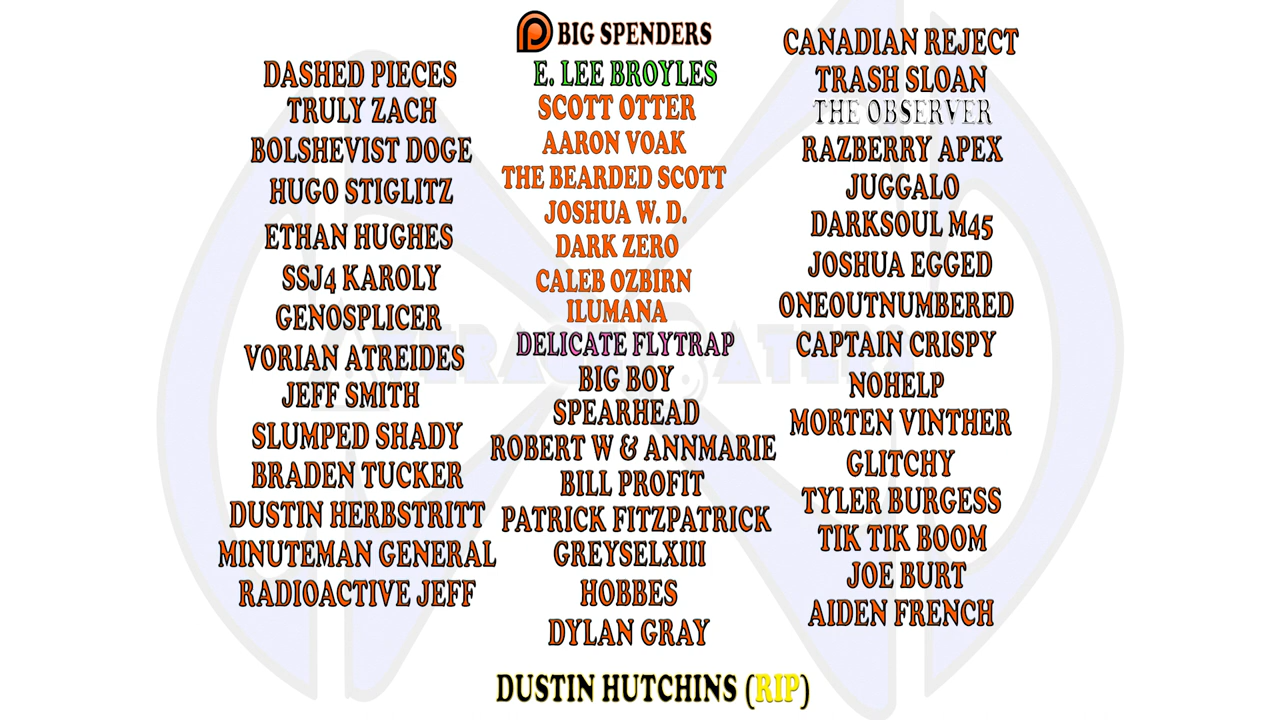 BIG SPENDERS
DASHED PIECES
TRULY ZACH
BOLSHEVIST DOGE
HUGO STIGLITZ
ETHAN HUGHES
SSJ4 KAROLY
GENOSPLICER
VORIAN ATREIDES
JEFF SMITH
SLUMPED SHADY
BRADEN TUCKER
DUSTIN HERBSTRITT
MINUTEMAN GENERAL
RADIOACTIVE JEFF
E. LEE BROYLES
SCOTT OTTER
AARON VOAK
THE BEARDED SCOTT
JOSHUA W. D.
DARK ZERO
CALEB OZBIRN
ILUMANA
DELICATE FLYTRAP
BIG BOY
SPEARHEAD
ROBERT W & ANNMARIE
BILL PROFIT
PATRICK FITZPATRICK
GREYSELXIII
HOBBES
DYLAN GRAY
CANADIAN REJECT
TRASH SLOAN
THE OBSERVER
RAZBERRY APEX
JUGGALO
DARKSOUL M45
JOSHUA EGGED
ONEOUTNUMBERED
CAPTAIN CRISPY
NOHELP
MORTEN VINTHER
GLITCHY
TYLER BURGESS
TIK TIK BOOM
JOE BURT
AIDEN FRENCH
DUSTIN HUTCHINS (RIP)